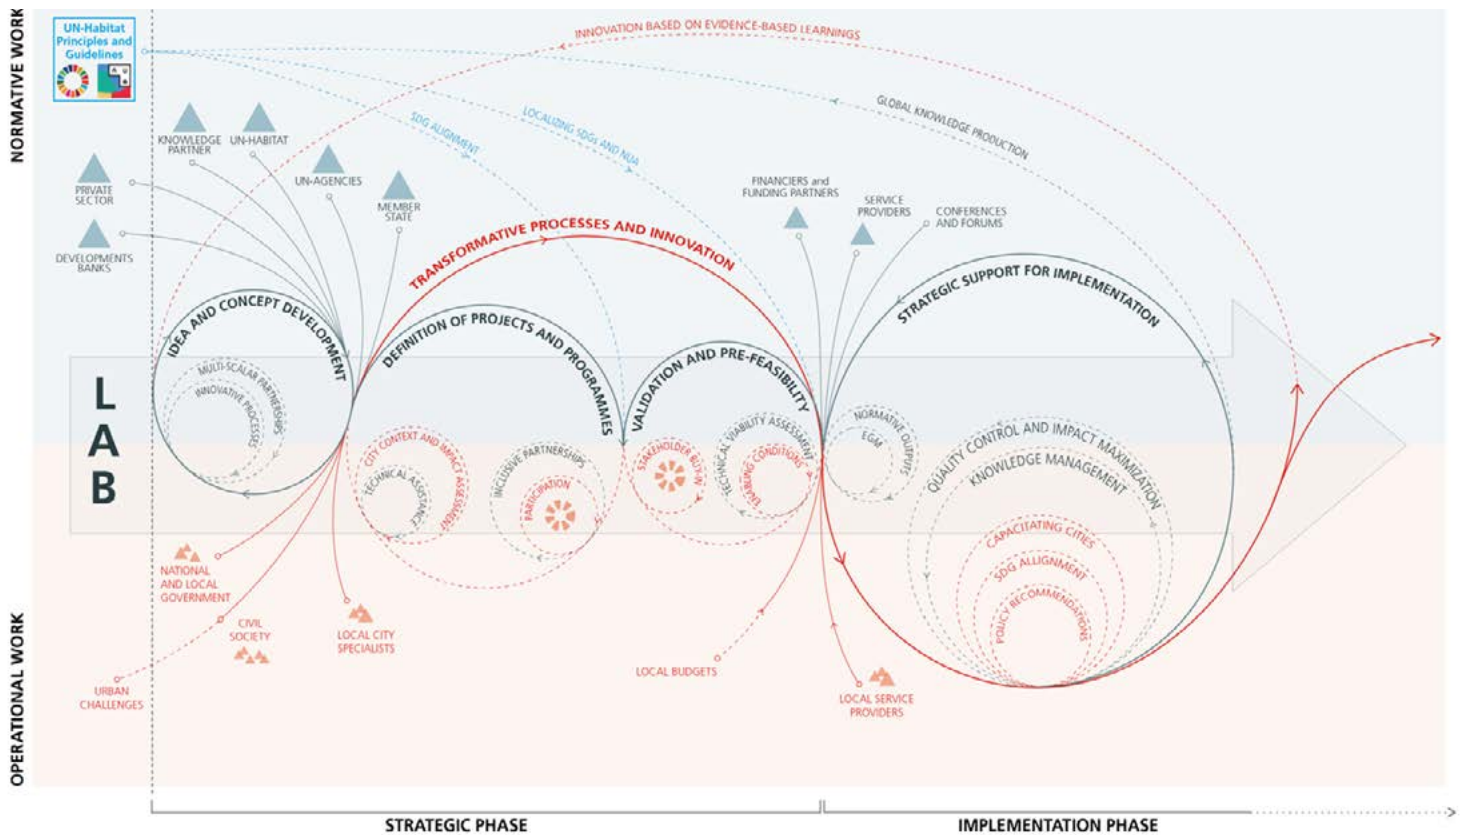 NORMATIVE WORK
UN-Habitat
Principles and
Guidelines
INNOVATION BASED ON EVIDENCE-BASED LEARNINGS
SDG ALIGNMENT
LOCALIZING SDGs AND NUA
GLOBAL KNOWLEDGE PRODUCTION
KNOWLEDGE
PARTNER
UN-HABITAT
UN-AGENCIES
MEMBER
STATE
PRIVATE
SECTOR
DEVELOPMENTS
BANKS
FINANCIERS and
FUNDING PARTNERS
SERVICE
PROVIDERS
CONFERENCES
AND FORUMS
TRANSFORMATIVE PROCESSES AND INNOVATION
IDEA AND CONCEPT DEVELOPMENT
MULTI-SCALAR PARTNERSHIPS
INNOVATIVE PROCESSES
DEFINITION OF PROJECTS AND PROGRAMMES
VALIDATION AND PRE-FEASIBILITY
STRATEGIC SUPPORT FOR IMPLEMENTATION
L
A
B
CITY CONTEXT AND IMPACT ASSESSMENT
TECHNICAL ASSISTANCE
INCLUSIVE PARTNERSHIPS
PARTICIPATION
STAKEHOLDER BUY-IN
TECHNICAL VIABILITY ASSESSMENT
ENABLING CONDITIONS
NORMATIVE OUTPUT
EGM
QUALITY CONTROL AND IMPACT MAXIMIZATION
KNOWLEDGE MANAGEMENT
CAPACITATING CITIES
SDG ALLIGNMENT
POLICY RECOMMENDATIONS
OPERATIONAL WORK
NATIONAL
AND LOCAL
GOVERNMENT
CIVIL
SOCIETY
LOCAL CITY
SPECIALISTS
URBAN
CHALLENGES
LOCAL BUDGETS
LOCAL SERVICE
PROVIDERS
STRATEGIC PHASE
IMPLEMENTATION PHASE